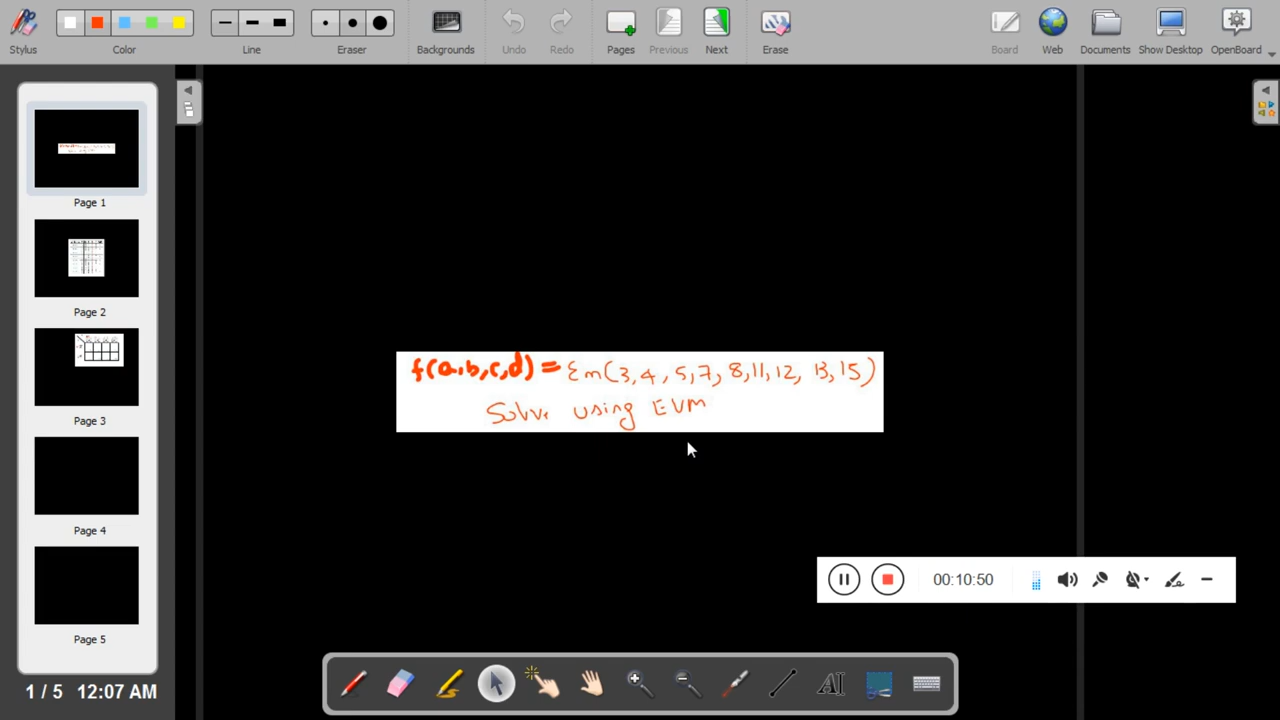 Stylus Color Line Eraser Backgrounds Undo Redo Pages Previous Next Erase Board Web Documents Show Desktop OpenBoard
Page 1
Page 2
Page 3
Page 4
Page 5
f(a,b,c,d) = Σm(3,4,5,7,8,11,12,13,15)
Solve using EVM
00:10:50
1 / 5 12:07 AM
AI